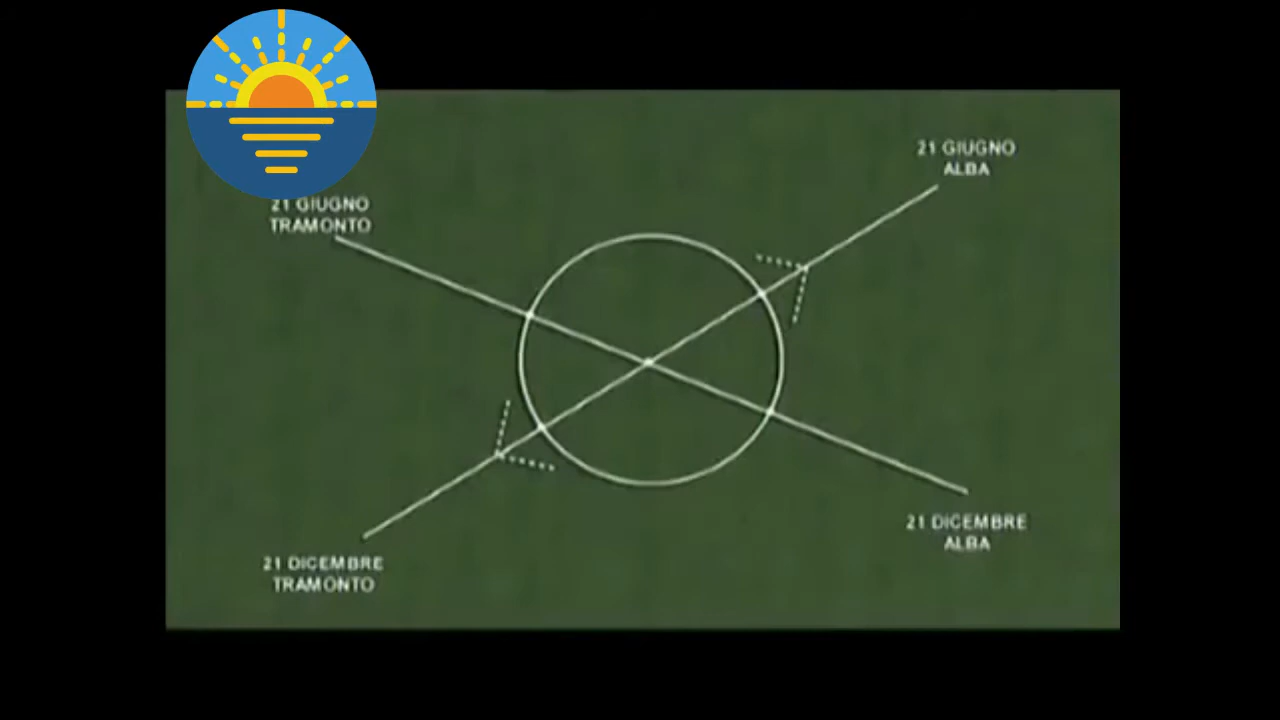 21 GIUGNO
ALBA
21 GIUGNO
TRAMONTO
21 DICEMBRE
ALBA
21 DICEMBRE
TRAMONTO